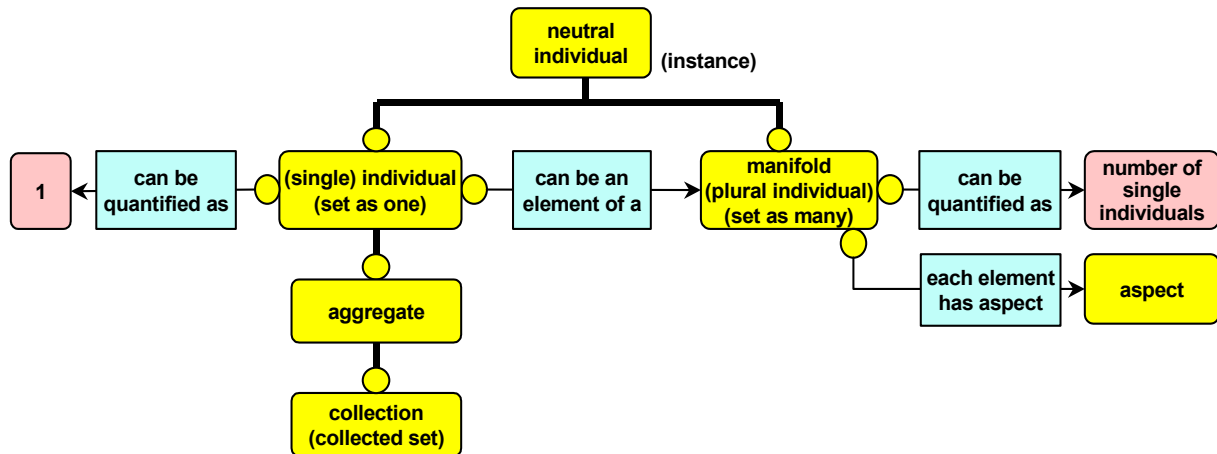 neutral
individual
(instance)
1
can be
quantified as
(single) individual
(set as one)
can be an
element of a
manifold
(plural individual)
(set as many)
can be
quantified as
number of
single
individuals
each element
has aspect
aspect
aggregate
collection
(collected set)